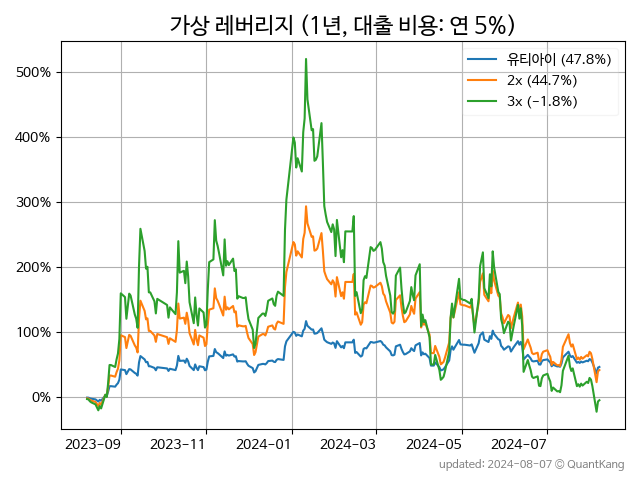 가상 레버리지 (1년, 대출 비용: 연 5%)
유티아이 (47.8%)
2x (44.7%)
3x (-1.8%)
500%
400%
300%
200%
100%
0%
2023-09 2023-11 2024-01 2024-03 2024-05 2024-07
updated: 2024-08-07 © QuantKang